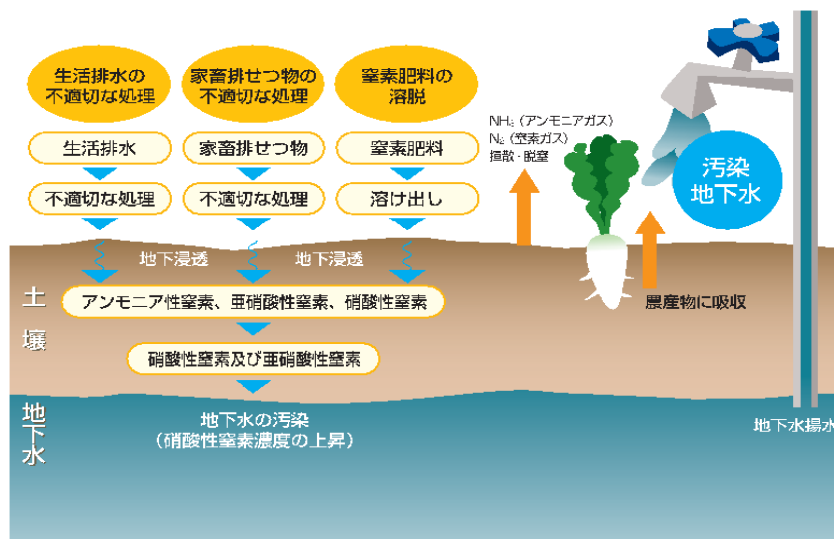 生活排水の
不適切な処理
家畜排せつ物の
不適切な処理
窒素肥料の
溶脱
生活排水
家畜排せつ物
窒素肥料
不適切な処理
不適切な処理
溶け出し
NH₃（アンモニアガス）
N₂（窒素ガス）
揮散・脱窒
汚染
地下水
地下浸透
地下浸透
土壌
アンモニア性窒素、亜硝酸性窒素、硝酸性窒素
農産物に吸収
硝酸性窒素及び亜硝酸性窒素
地下水
地下水の汚染
（硝酸性窒素濃度の上昇）
地下水揚水